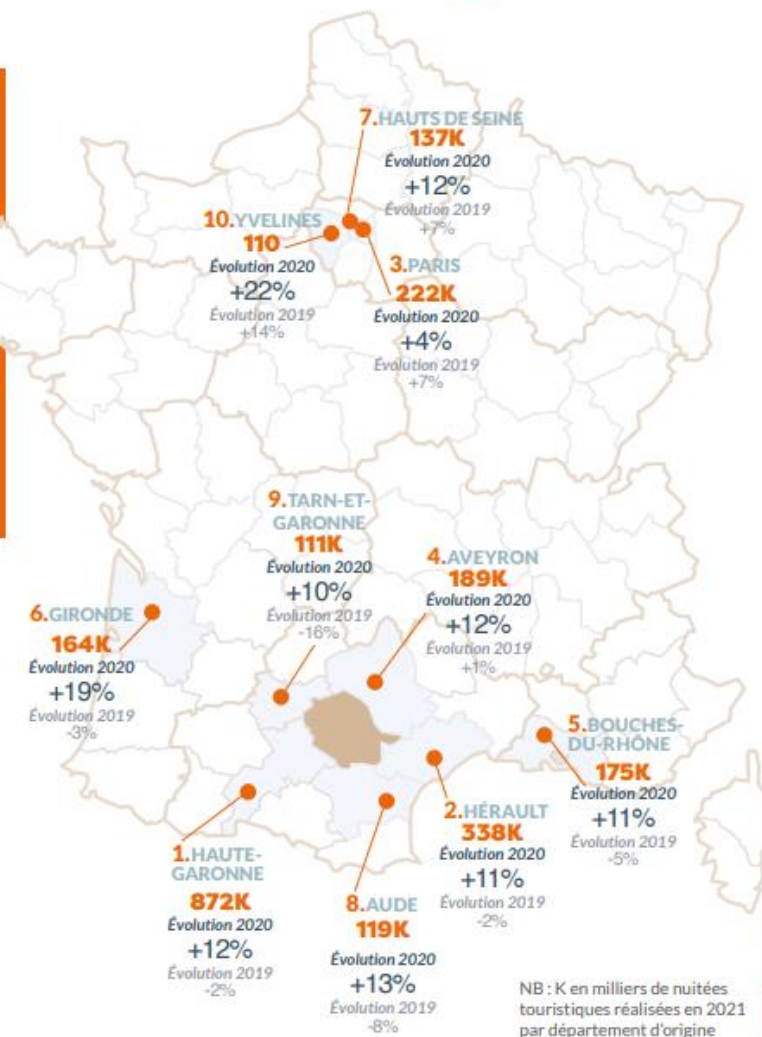 7.HAUTS DE SEINE
137K
Évolution 2020
+12%
Évolution 2019
+7%
10.YVELINES
110
Évolution 2020
+22%
Évolution 2019
+14%
3.PARIS
222K
Évolution 2020
+4%
Évolution 2019
+7%
9.TARN-ET-
GARONNE
111K
Évolution 2020
+10%
Évolution 2019
-16%
4.AVEYRON
189K
Évolution 2020
+12%
Évolution 2019
+1%
6.GIRONDE
164K
Évolution 2020
+19%
Évolution 2019
-3%
5.BOUCHES-
DU-RHÔNE
175K
Évolution 2020
+11%
Évolution 2019
-5%
2.HÉRAULT
338K
Évolution 2020
+11%
Évolution 2019
-2%
1.HAUTE-
GARONNE
872K
Évolution 2020
+12%
Évolution 2019
-2%
8.AUDE
119K
Évolution 2020
+13%
Évolution 2019
-8%
NB : K en milliers de nuitées
touristiques réalisées en 2021
par département d'origine